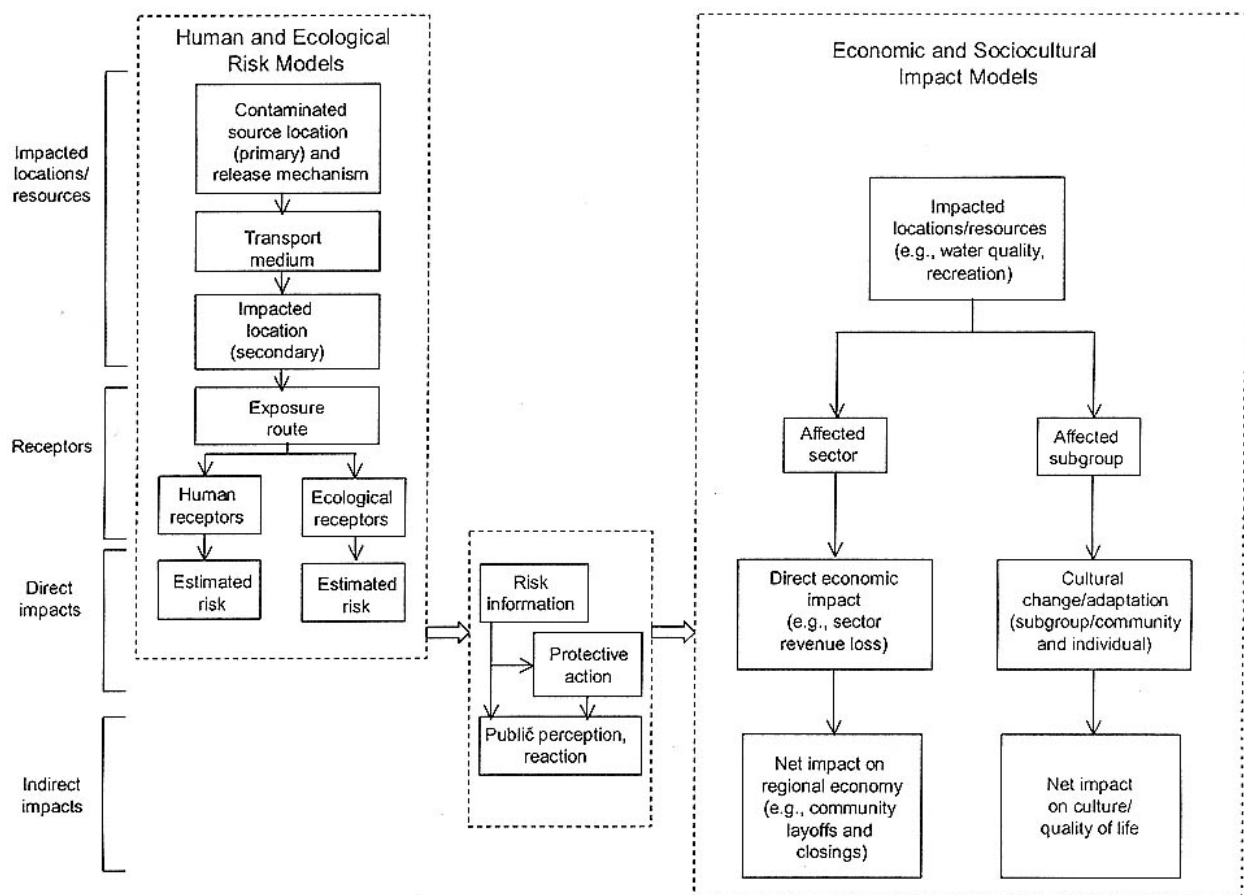 Human and Ecological
Risk Models
Economic and Sociocultural
Impact Models
Impacted
locations/
resources
Receptors
Direct
impacts
Indirect
impacts
Contaminated
source location
(primary) and
release mechanism
Transport
medium
Impacted
location
(secondary)
Exposure
route
Human
receptors
Ecological
receptors
Estimated
risk
Estimated
risk
Risk
information
Protective
action
Public perception,
reaction
Impacted
locations/resources
(e.g., water quality,
recreation)
Affected
sector
Affected
subgroup
Direct economic
impact
(e.g., sector
revenue loss)
Cultural
change/adaptation
(subgroup/community
and individual)
Net impact on
regional economy
(e.g., community
layoffs and
closings)
Net impact
on culture/
quality of life